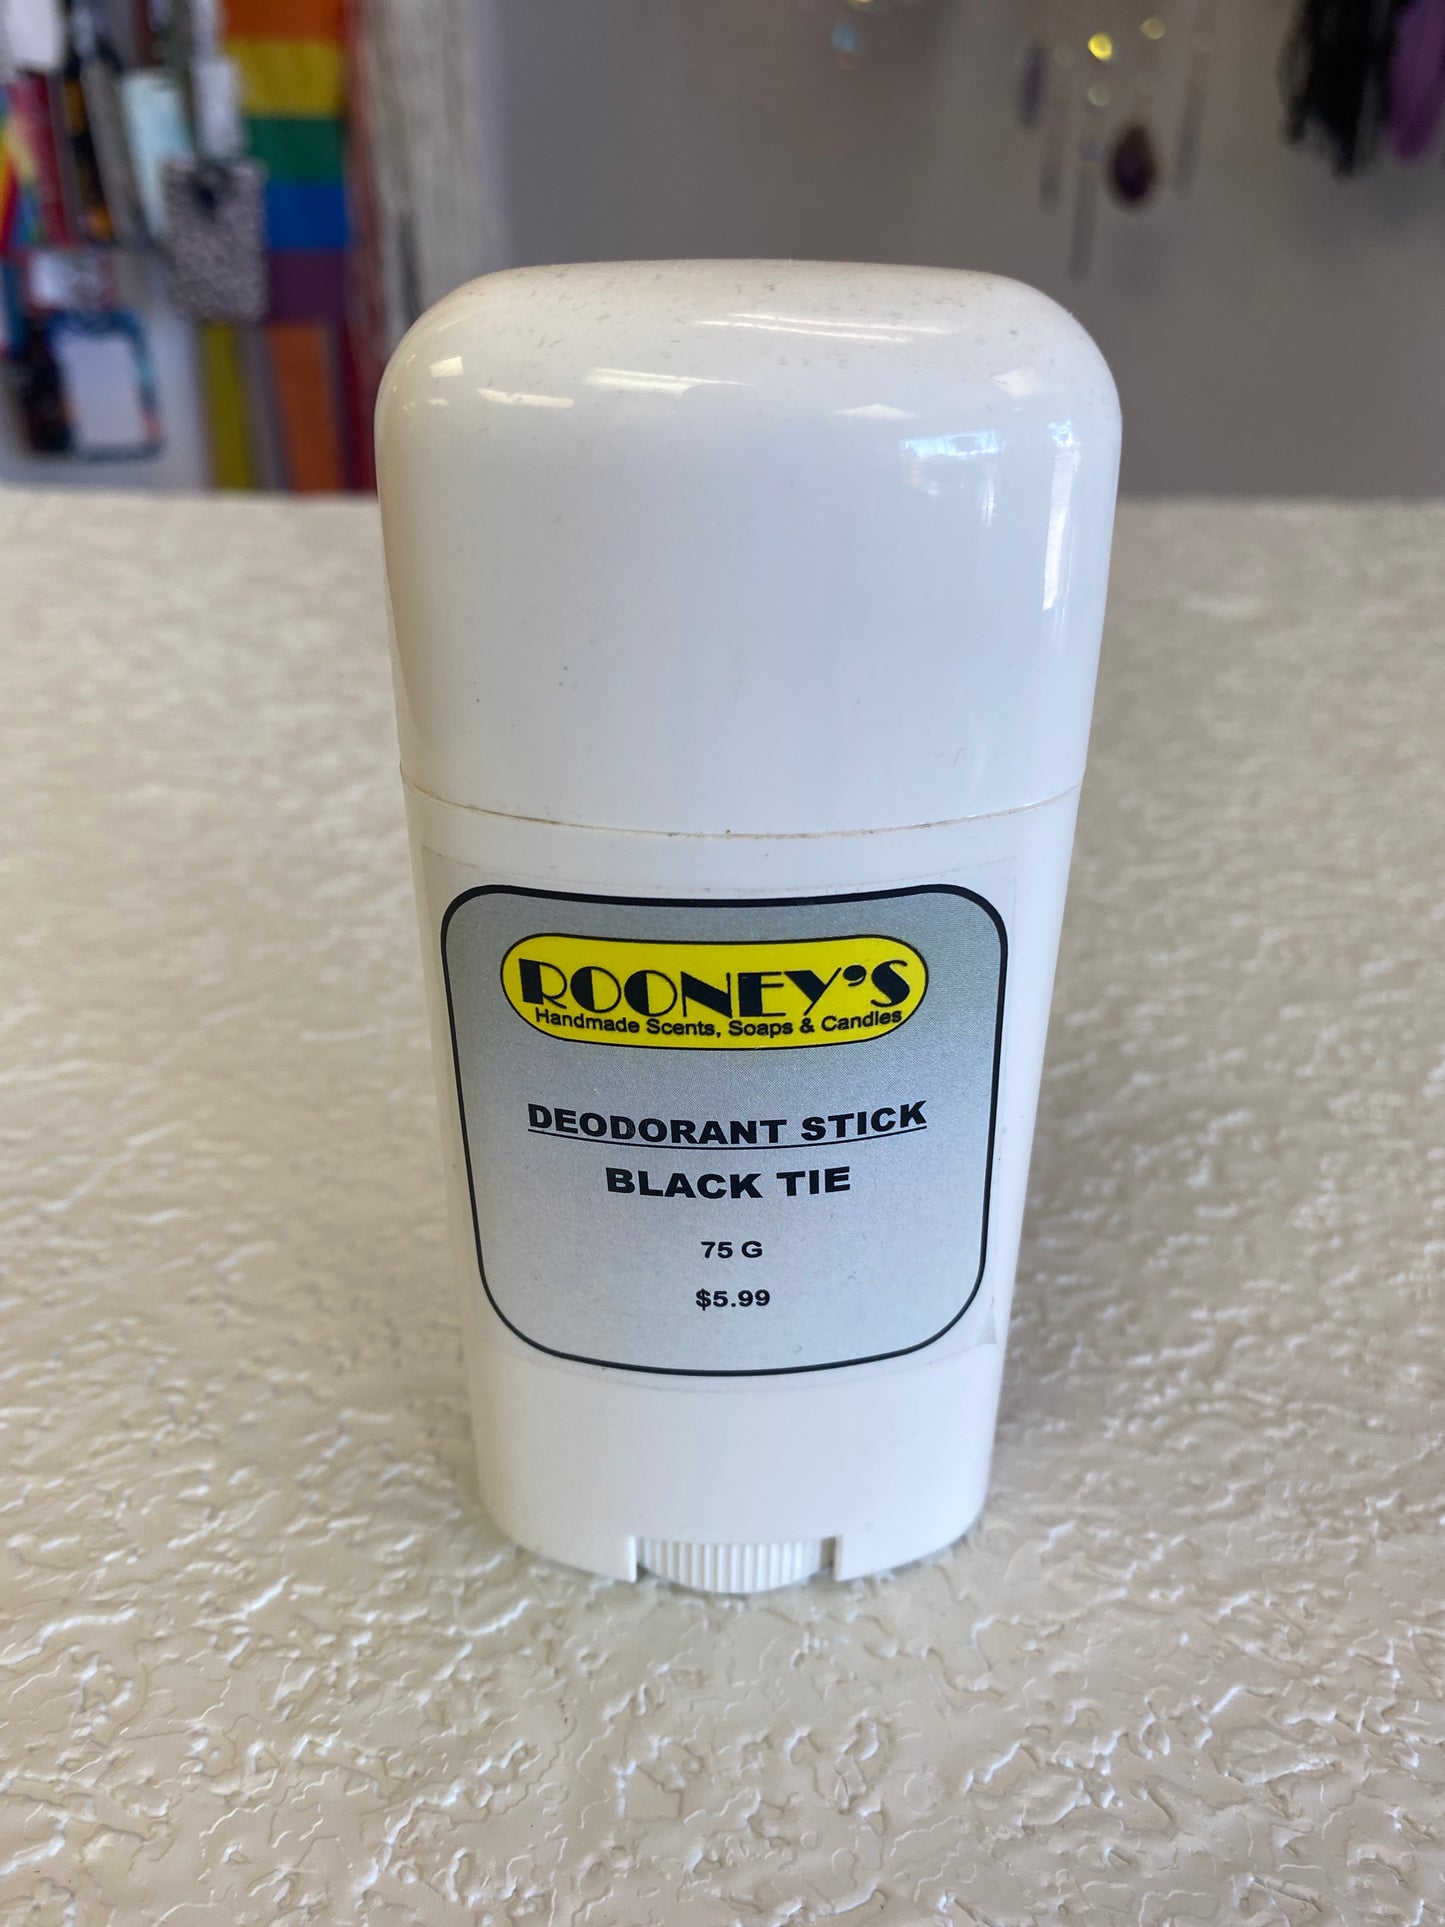 ROONEY'S
Handmade Scents, Soaps & Candles
DEODORANT STICK
BLACK TIE
75 G
$5.99